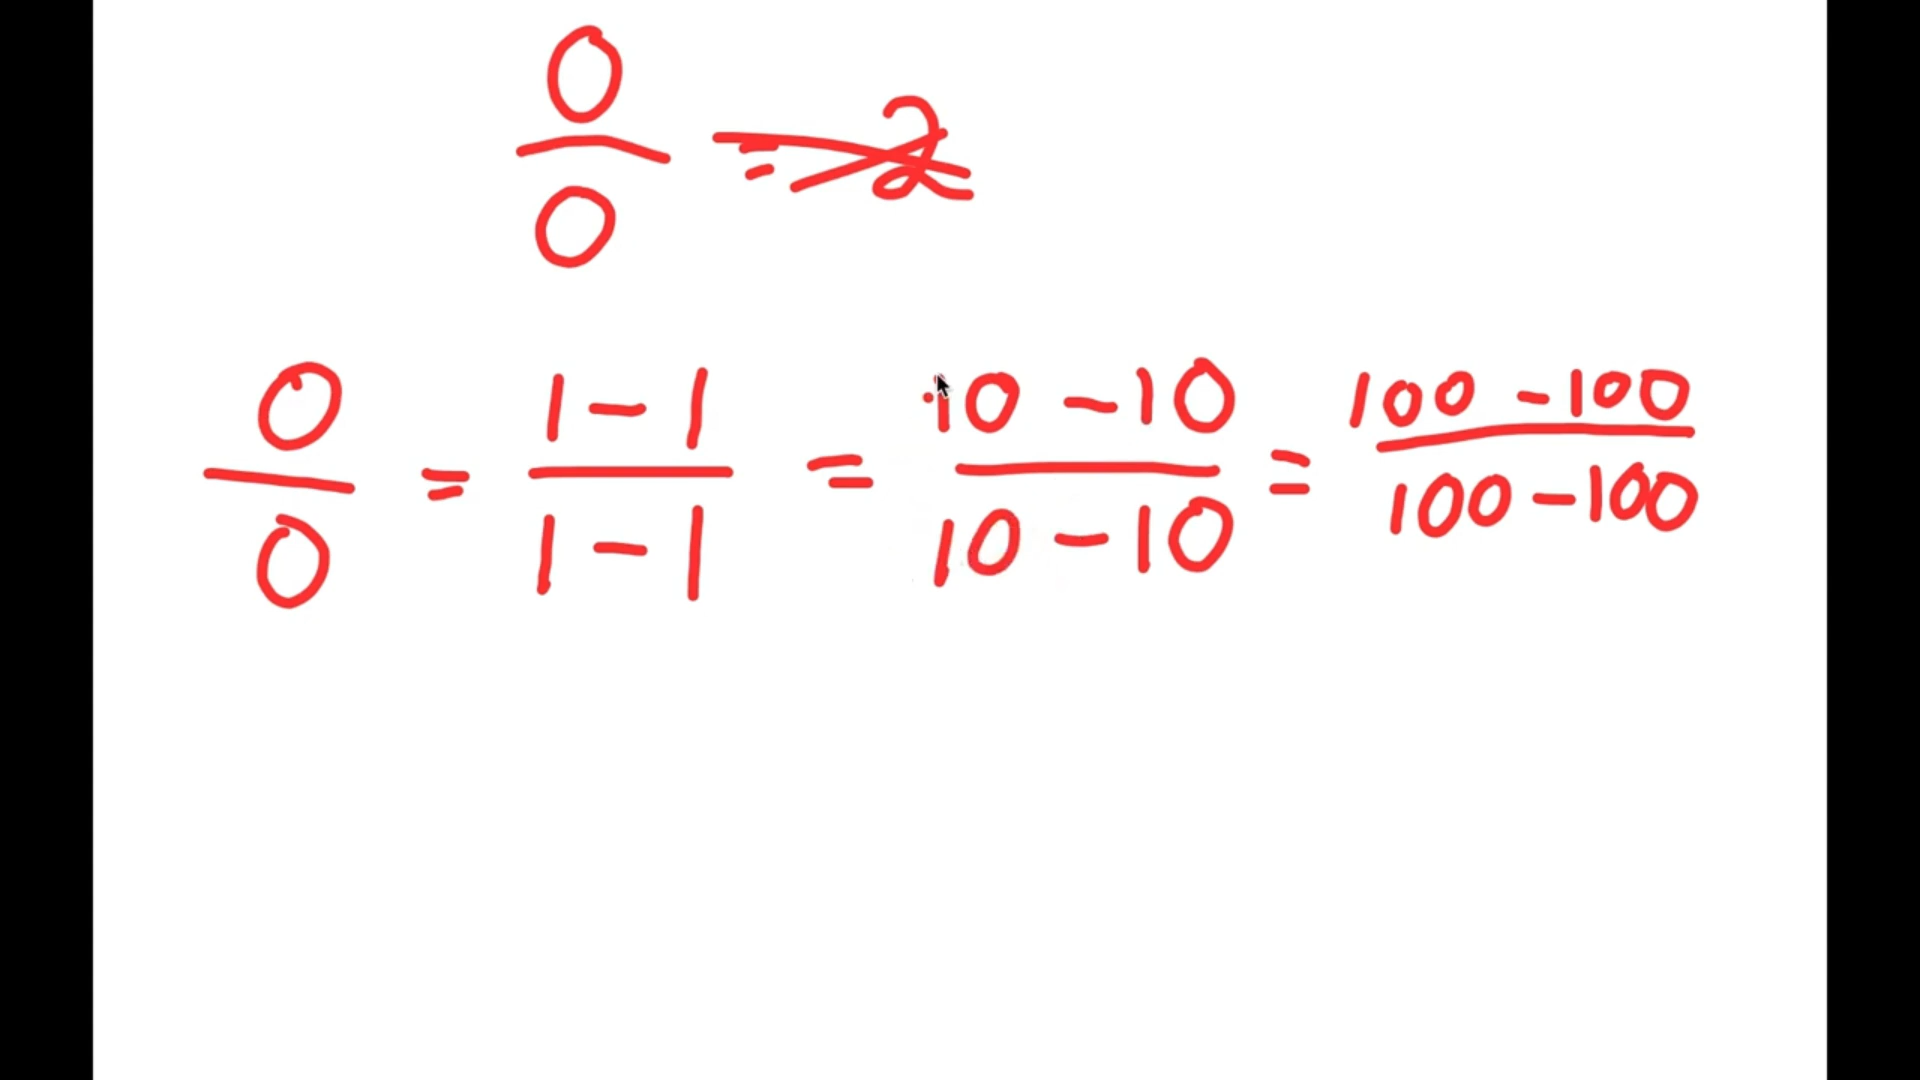 0/0 = 2
0/0 = 1-1/1-1 = 10-10/10-10 = 100-100/100-100